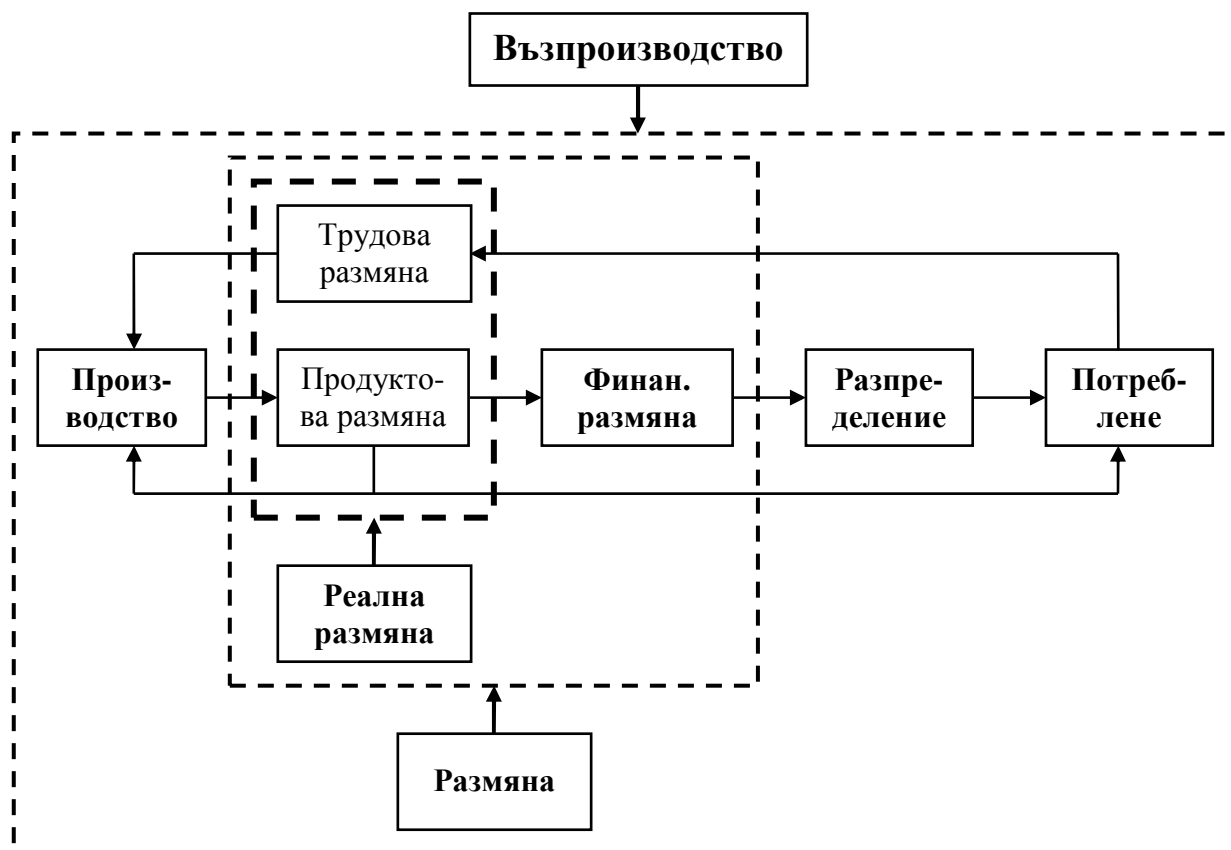 Възпроизводство
Трудова
размяна
Произ-
водство
Продукто-
ва размяна
Финан.
размяна
Разпре-
деление
Потреб-
лене
Реална
размяна
Размяна